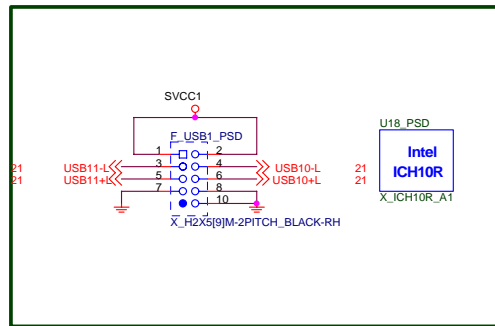 SVCC1
F_USB1_PSD
1 2
21 USB11-L 3 4 USB10-L 21
21 USB11+L 5 6 USB10+L 21
7 8
10
X_H2X5[9]M-2PITCH_BLACK-RH
U18_PSD
Intel
ICH10R
X_ICH10R_A1